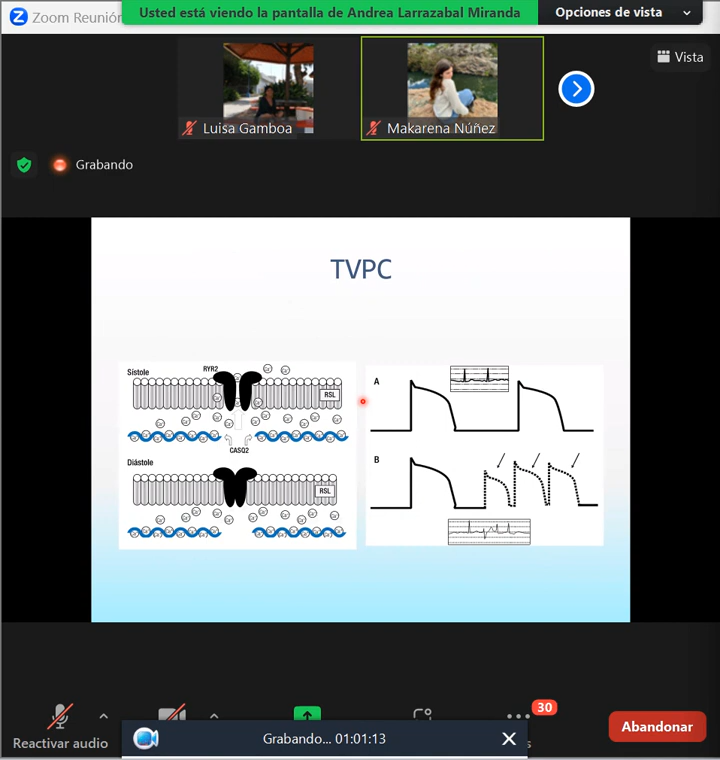 Zoom Reunión
Usted está viendo la pantalla de Andrea Larrazabal Miranda
Opciones de vista
Vista
Luisa Gamboa
Makarena Núñez
Grabando
TVPC
Sístole
RYR2
RSL
CASQ2
Diástole
RSL
A
B
30
Reactivar audio
Abandonar
Grabando... 01:01:13
s